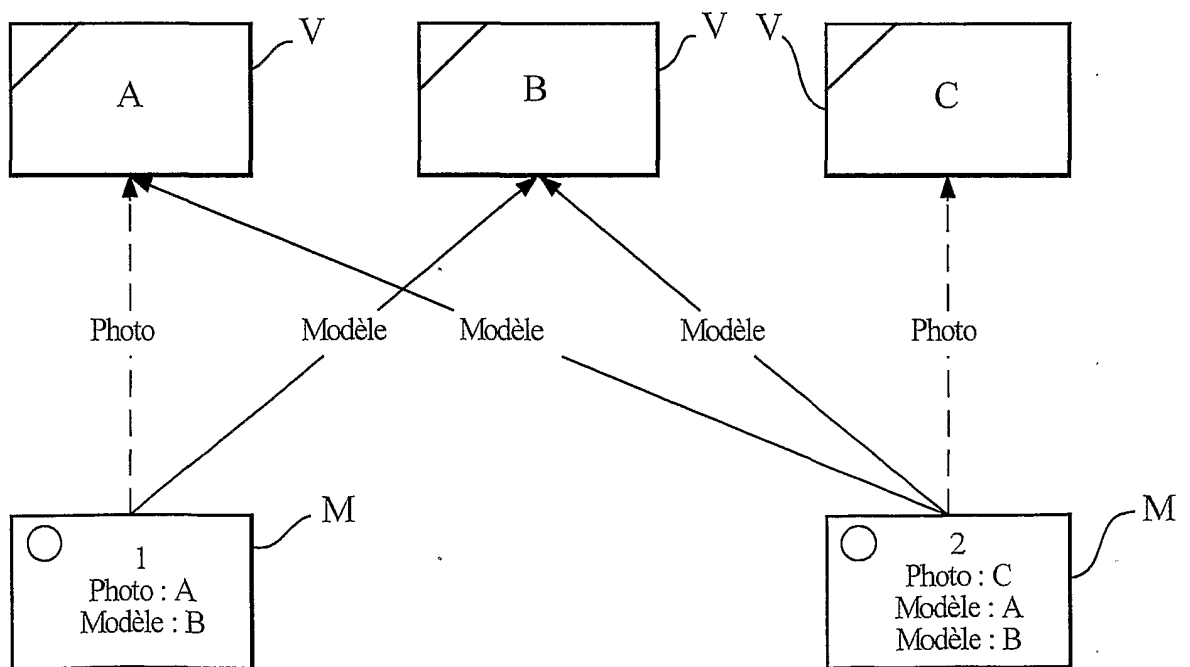 V
V
V
A
B
C
Photo
Modèle
Modèle
Modèle
Photo
M
M
1
Photo : A
Modèle : B
2
Photo : C
Modèle : A
Modèle : B